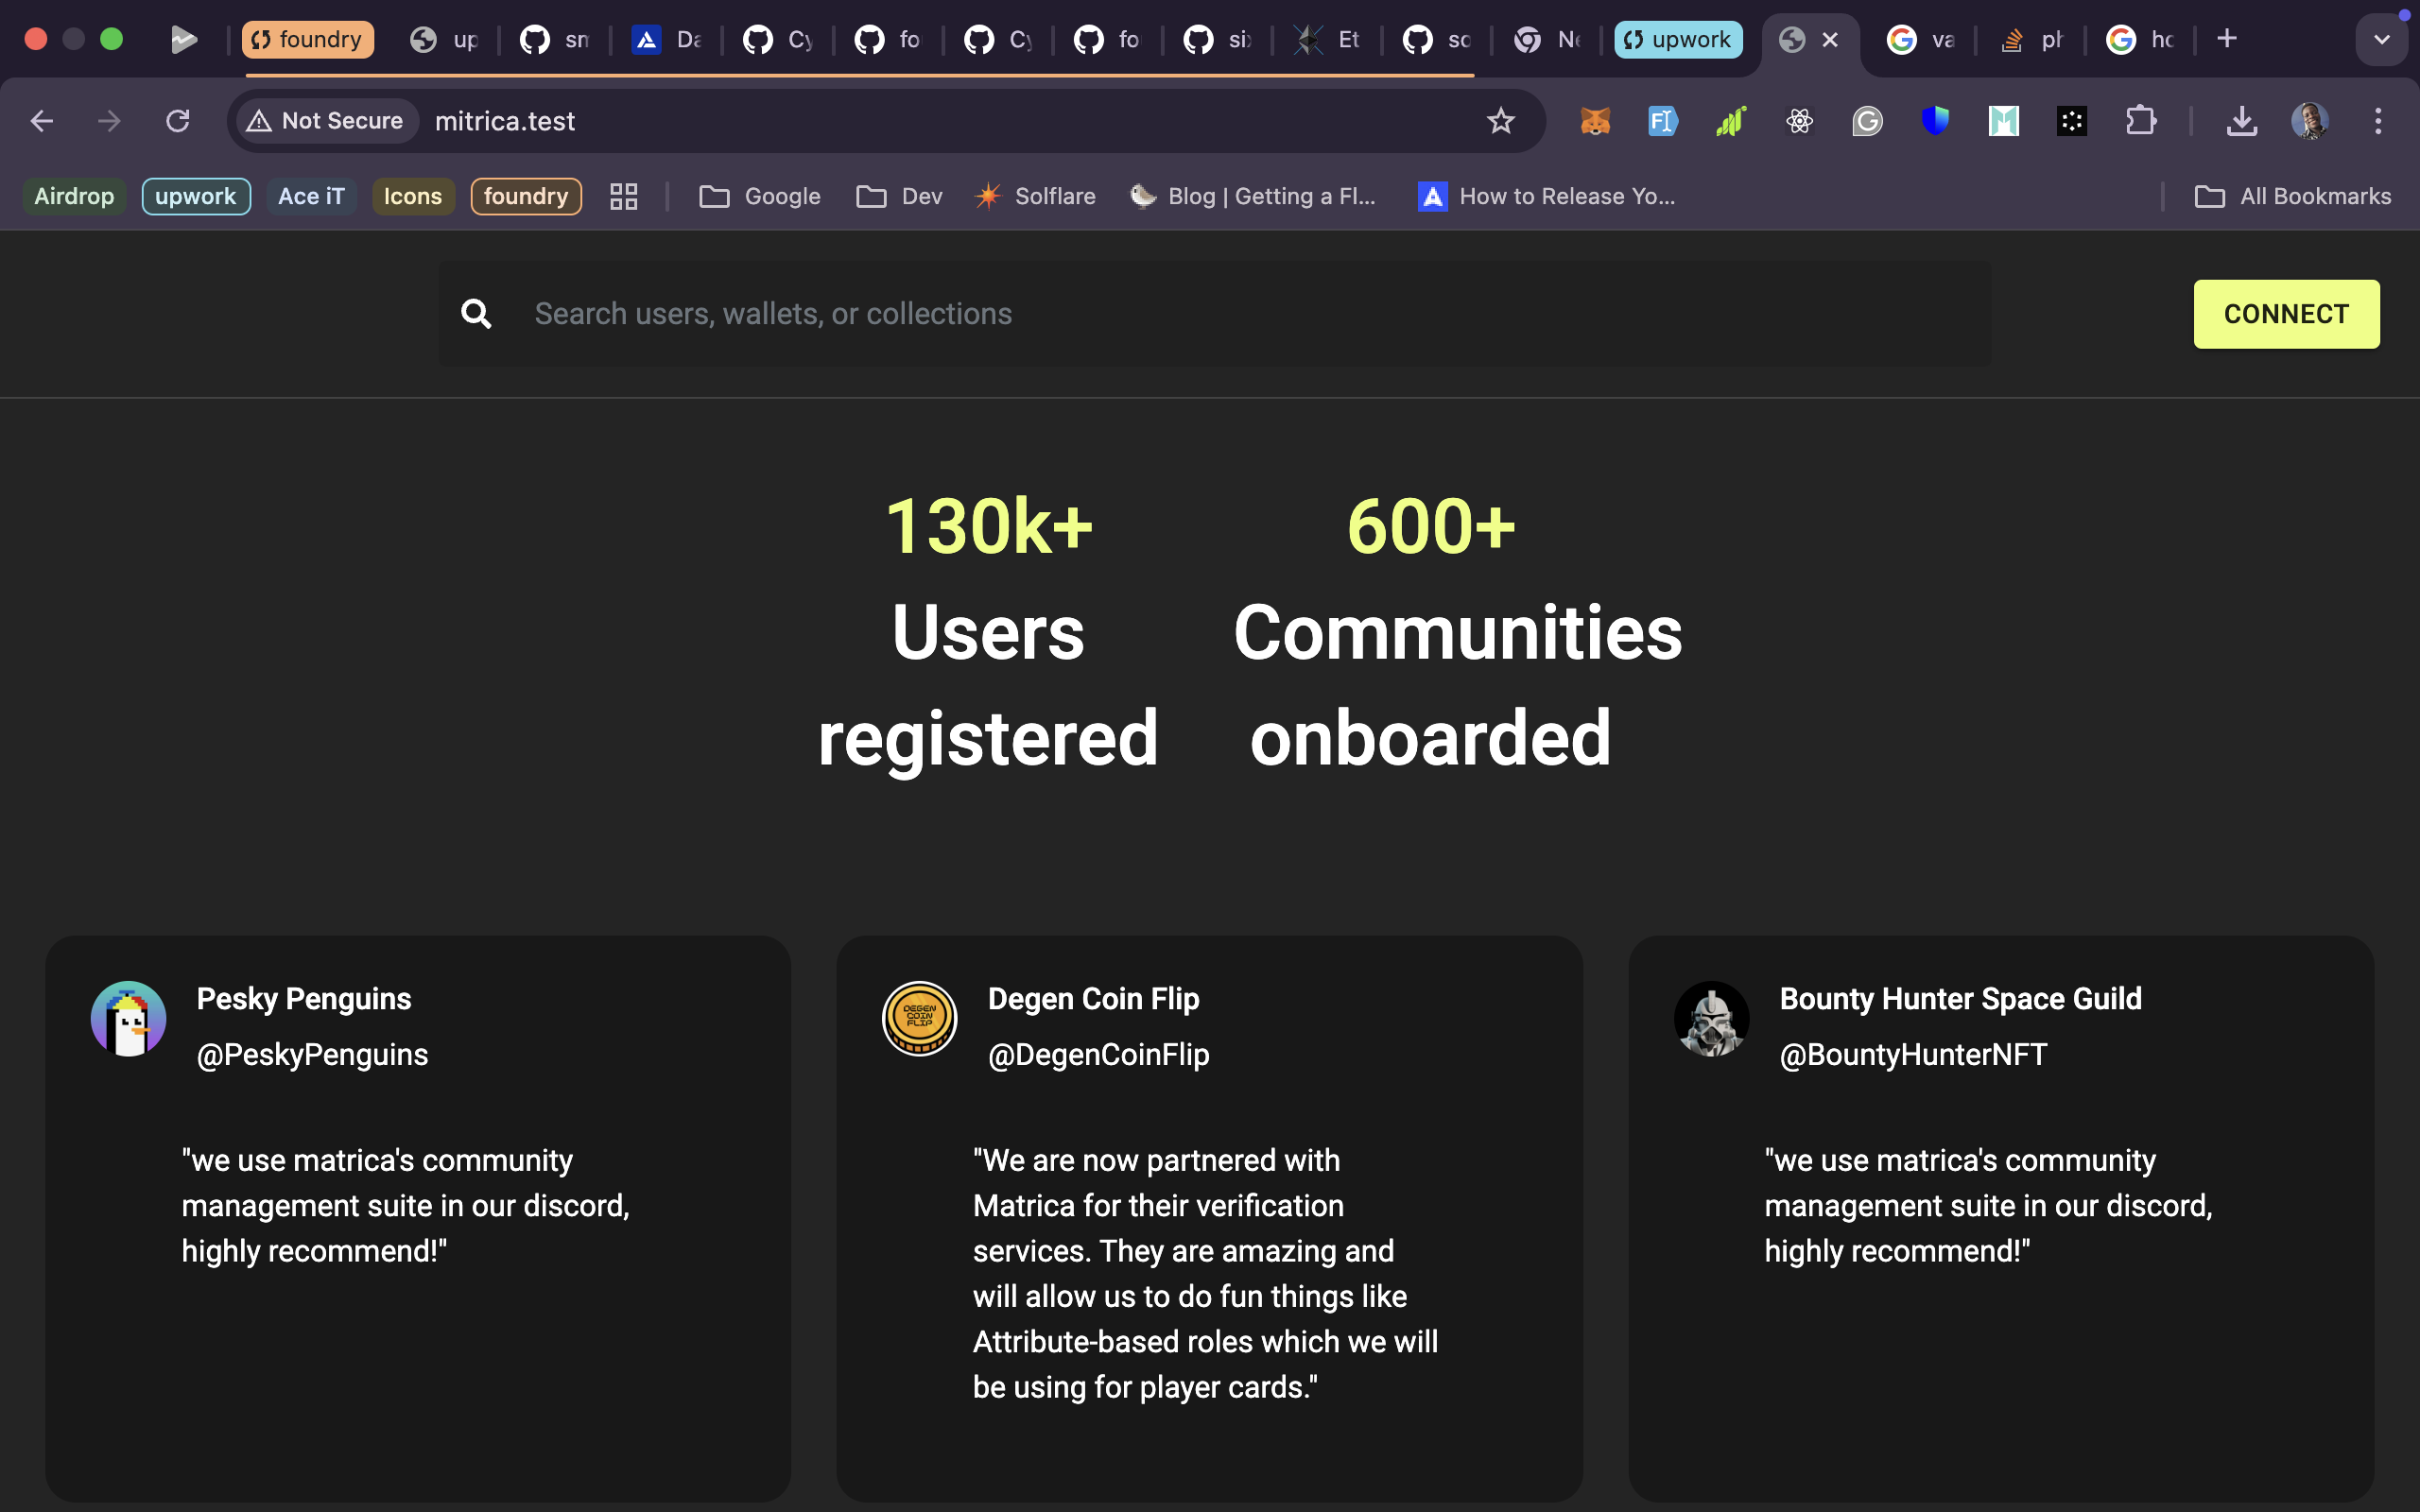 foundry up sn Da Cy fo Cy fo si Et sc Ne upwork va ph ho
Not Secure mitrica.test
Airdrop upwork Ace iT Icons foundry Google Dev Solflare Blog | Getting a Fl... How to Release Yo... All Bookmarks
Search users, wallets, or collections CONNECT
130k+ 600+
Users Communities
registered onboarded
Pesky Penguins
@PeskyPenguins
"we use matrica's community
management suite in our discord,
highly recommend!"
Degen Coin Flip
@DegenCoinFlip
DEGEN
COIN
FLIP
"We are now partnered with
Matrica for their verification
services. They are amazing and
will allow us to do fun things like
Attribute-based roles which we will
be using for player cards."
Bounty Hunter Space Guild
@BountyHunterNFT
"we use matrica's community
management suite in our discord,
highly recommend!"